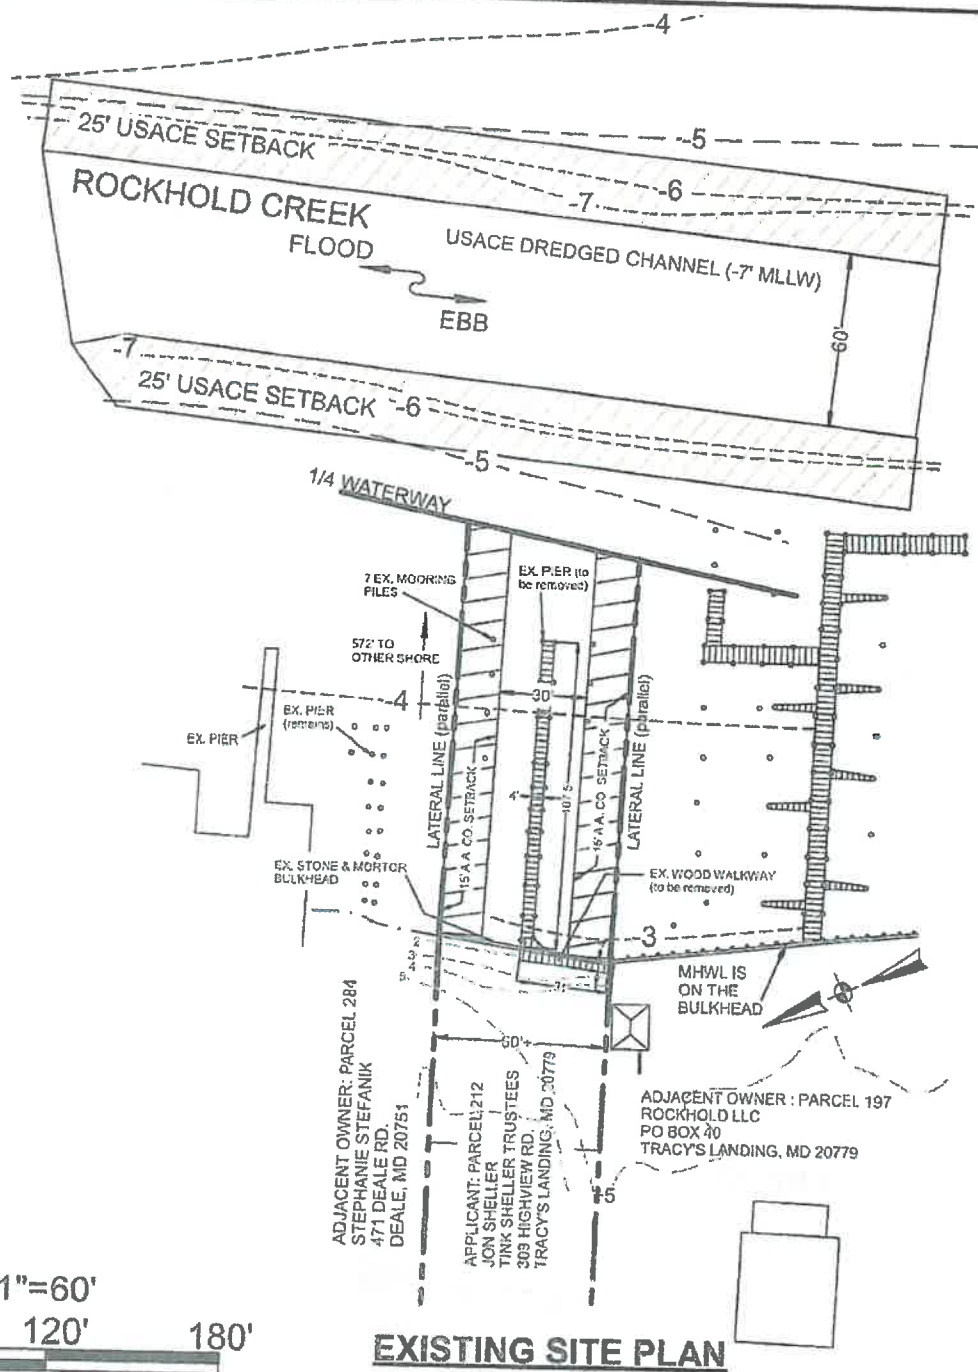 -4
-5
25' USACE SETBACK
-6
-7
ROCKHOLD CREEK
FLOOD
USACE DREDGED CHANNEL (-7' MLLW)
EBB
60'
-7
25' USACE SETBACK
-6
-5
1/4 WATERWAY
7 EX. MOORING
PILES
EX. PIER (to
be removed)
572' TO
OTHER SHORE
-4
30'
EX. PIER
EX. PIER
(remains)
LATERAL LINE (parallel)
LATERAL LINE (parallel)
15' A.A. CO. SETBACK
4'
107.5'
15' A.A. CO. SETBACK
EX. STONE & MORTOR
BULKHEAD
EX. WOOD WALKWAY
(to be removed)
-3
MHWL IS
ON THE
BULKHEAD
60'±
ADJACENT OWNER: PARCEL 284
STEPHANIE STEFANIK
471 DEALE RD.
DEALE, MD 20751
APPLICANT: PARCEL 212
JON SHELLER
TINK SHELLER TRUSTEES
309 HIGHVIEW RD.
TRACY'S LANDING, MD 20779
ADJACENT OWNER : PARCEL 197
ROCKHOLD LLC
PO BOX 40
TRACY'S LANDING, MD 20779
5
1"=60'
120'
180'
EXISTING SITE PLAN